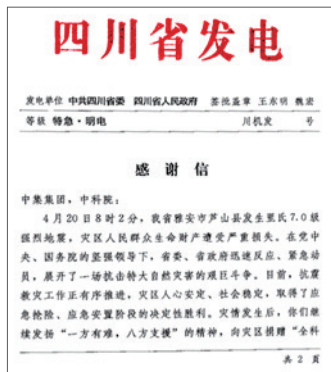 四川省发电
发电单位 中共四川省委 四川省人民政府 签批盖章 王东明 魏宏
等级 特急·明电 川机发 号
感谢信
中集集团，中科院：
4月20日8时2分，我省雅安市芦山县发生里氏7.0级
强烈地震，灾区人民群众生命财产遭受严重损失。在党中
央、国务院的坚强领导下，省委、省政府迅速反应、紧急动
员，展开了一场抗击特大自然灾害的艰巨斗争。目前，抗震
救灾工作正有序推进，灾区人心安定、社会稳定，取得了应
急抢险、应急安置阶段的决定性胜利。灾情发生后，你们继
续发扬“一方有难，八方支援”的精神，向灾区捐赠“全科
共 2 页